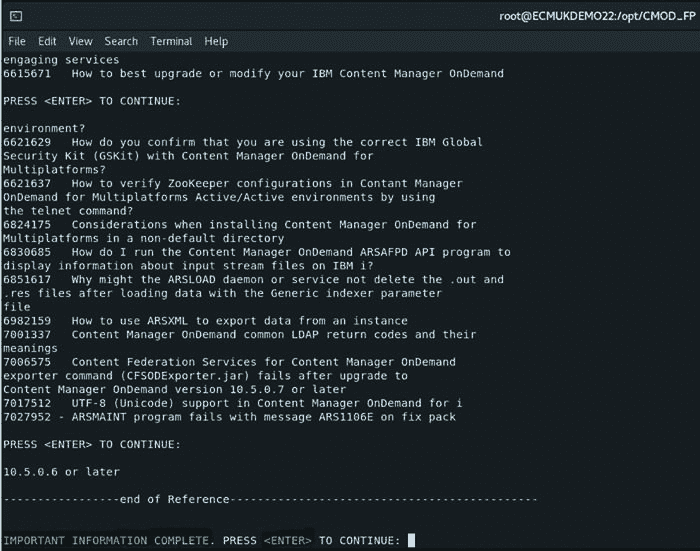 root@ECMUKDEMO22:/opt/CMOD_FP
File Edit View Search Terminal Help
engaging services
6615671 How to best upgrade or modify your IBM Content Manager OnDemand
PRESS <ENTER> TO CONTINUE:
environment?
6621629 How do you confirm that you are using the correct IBM Global
Security Kit (GSKit) with Content Manager OnDemand for
Multiplatforms?
6621637 How to verify ZooKeeper configurations in Contant Manager
OnDemand for Multiplatforms Active/Active environments by using
the telnet command?
6824175 Considerations when installing Content Manager OnDemand for
Multiplatforms in a non-default directory
6830685 How do I run the Content Manager OnDemand ARSAFPD API program to
display information about input stream files on IBM i?
6851617 Why might the ARSLOAD daemon or service not delete the .out and
.res files after loading data with the Generic indexer parameter
file
6982159 How to use ARSXML to export data from an instance
7001337 Content Manager OnDemand common LDAP return codes and their
meanings
7006575 Content Federation Services for Content Manager OnDemand
exporter command (CFSODExporter.jar) fails after upgrade to
Content Manager OnDemand version 10.5.0.7 or later
7017512 UTF-8 (Unicode) support in Content Manager OnDemand for i
7027952 - ARSMAINT program fails with message ARS1106E on fix pack
PRESS <ENTER> TO CONTINUE:
10.5.0.6 or later
-----------------end of Reference---------------------------------------------
IMPORTANT INFORMATION COMPLETE. PRESS <ENTER> TO CONTINUE: